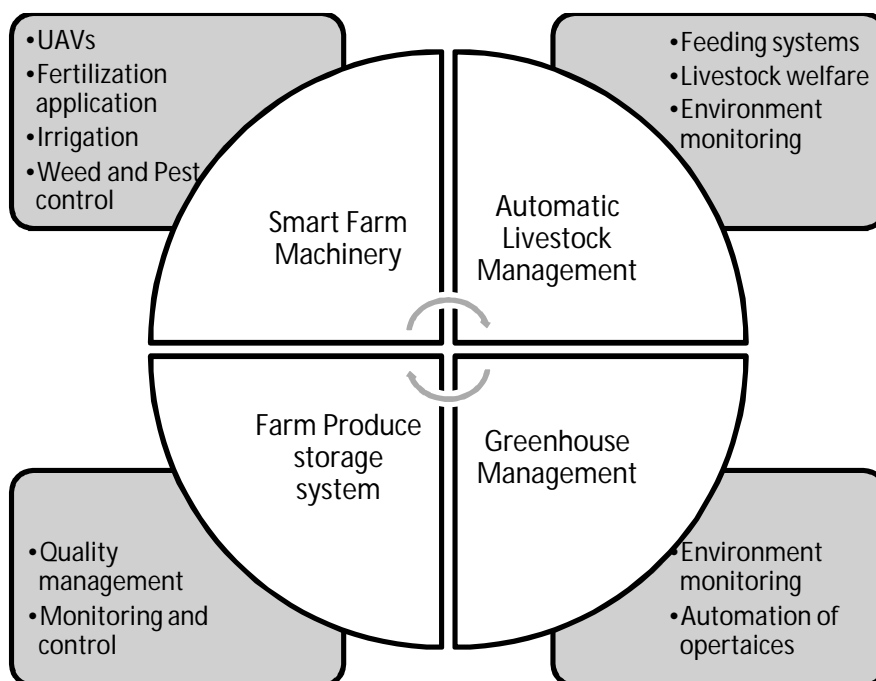 •UAVs
•Fertilization
application
•Irrigation
•Weed and Pest
control
Smart Farm
Machinery
•Feeding systems
•Livestock welfare
•Environment
monitoring
Automatic
Livestock
Management
Farm Produce
storage
system
•Quality
management
•Monitoring and
control
Greenhouse
Management
•Environment
monitoring
•Automation of
opertaices